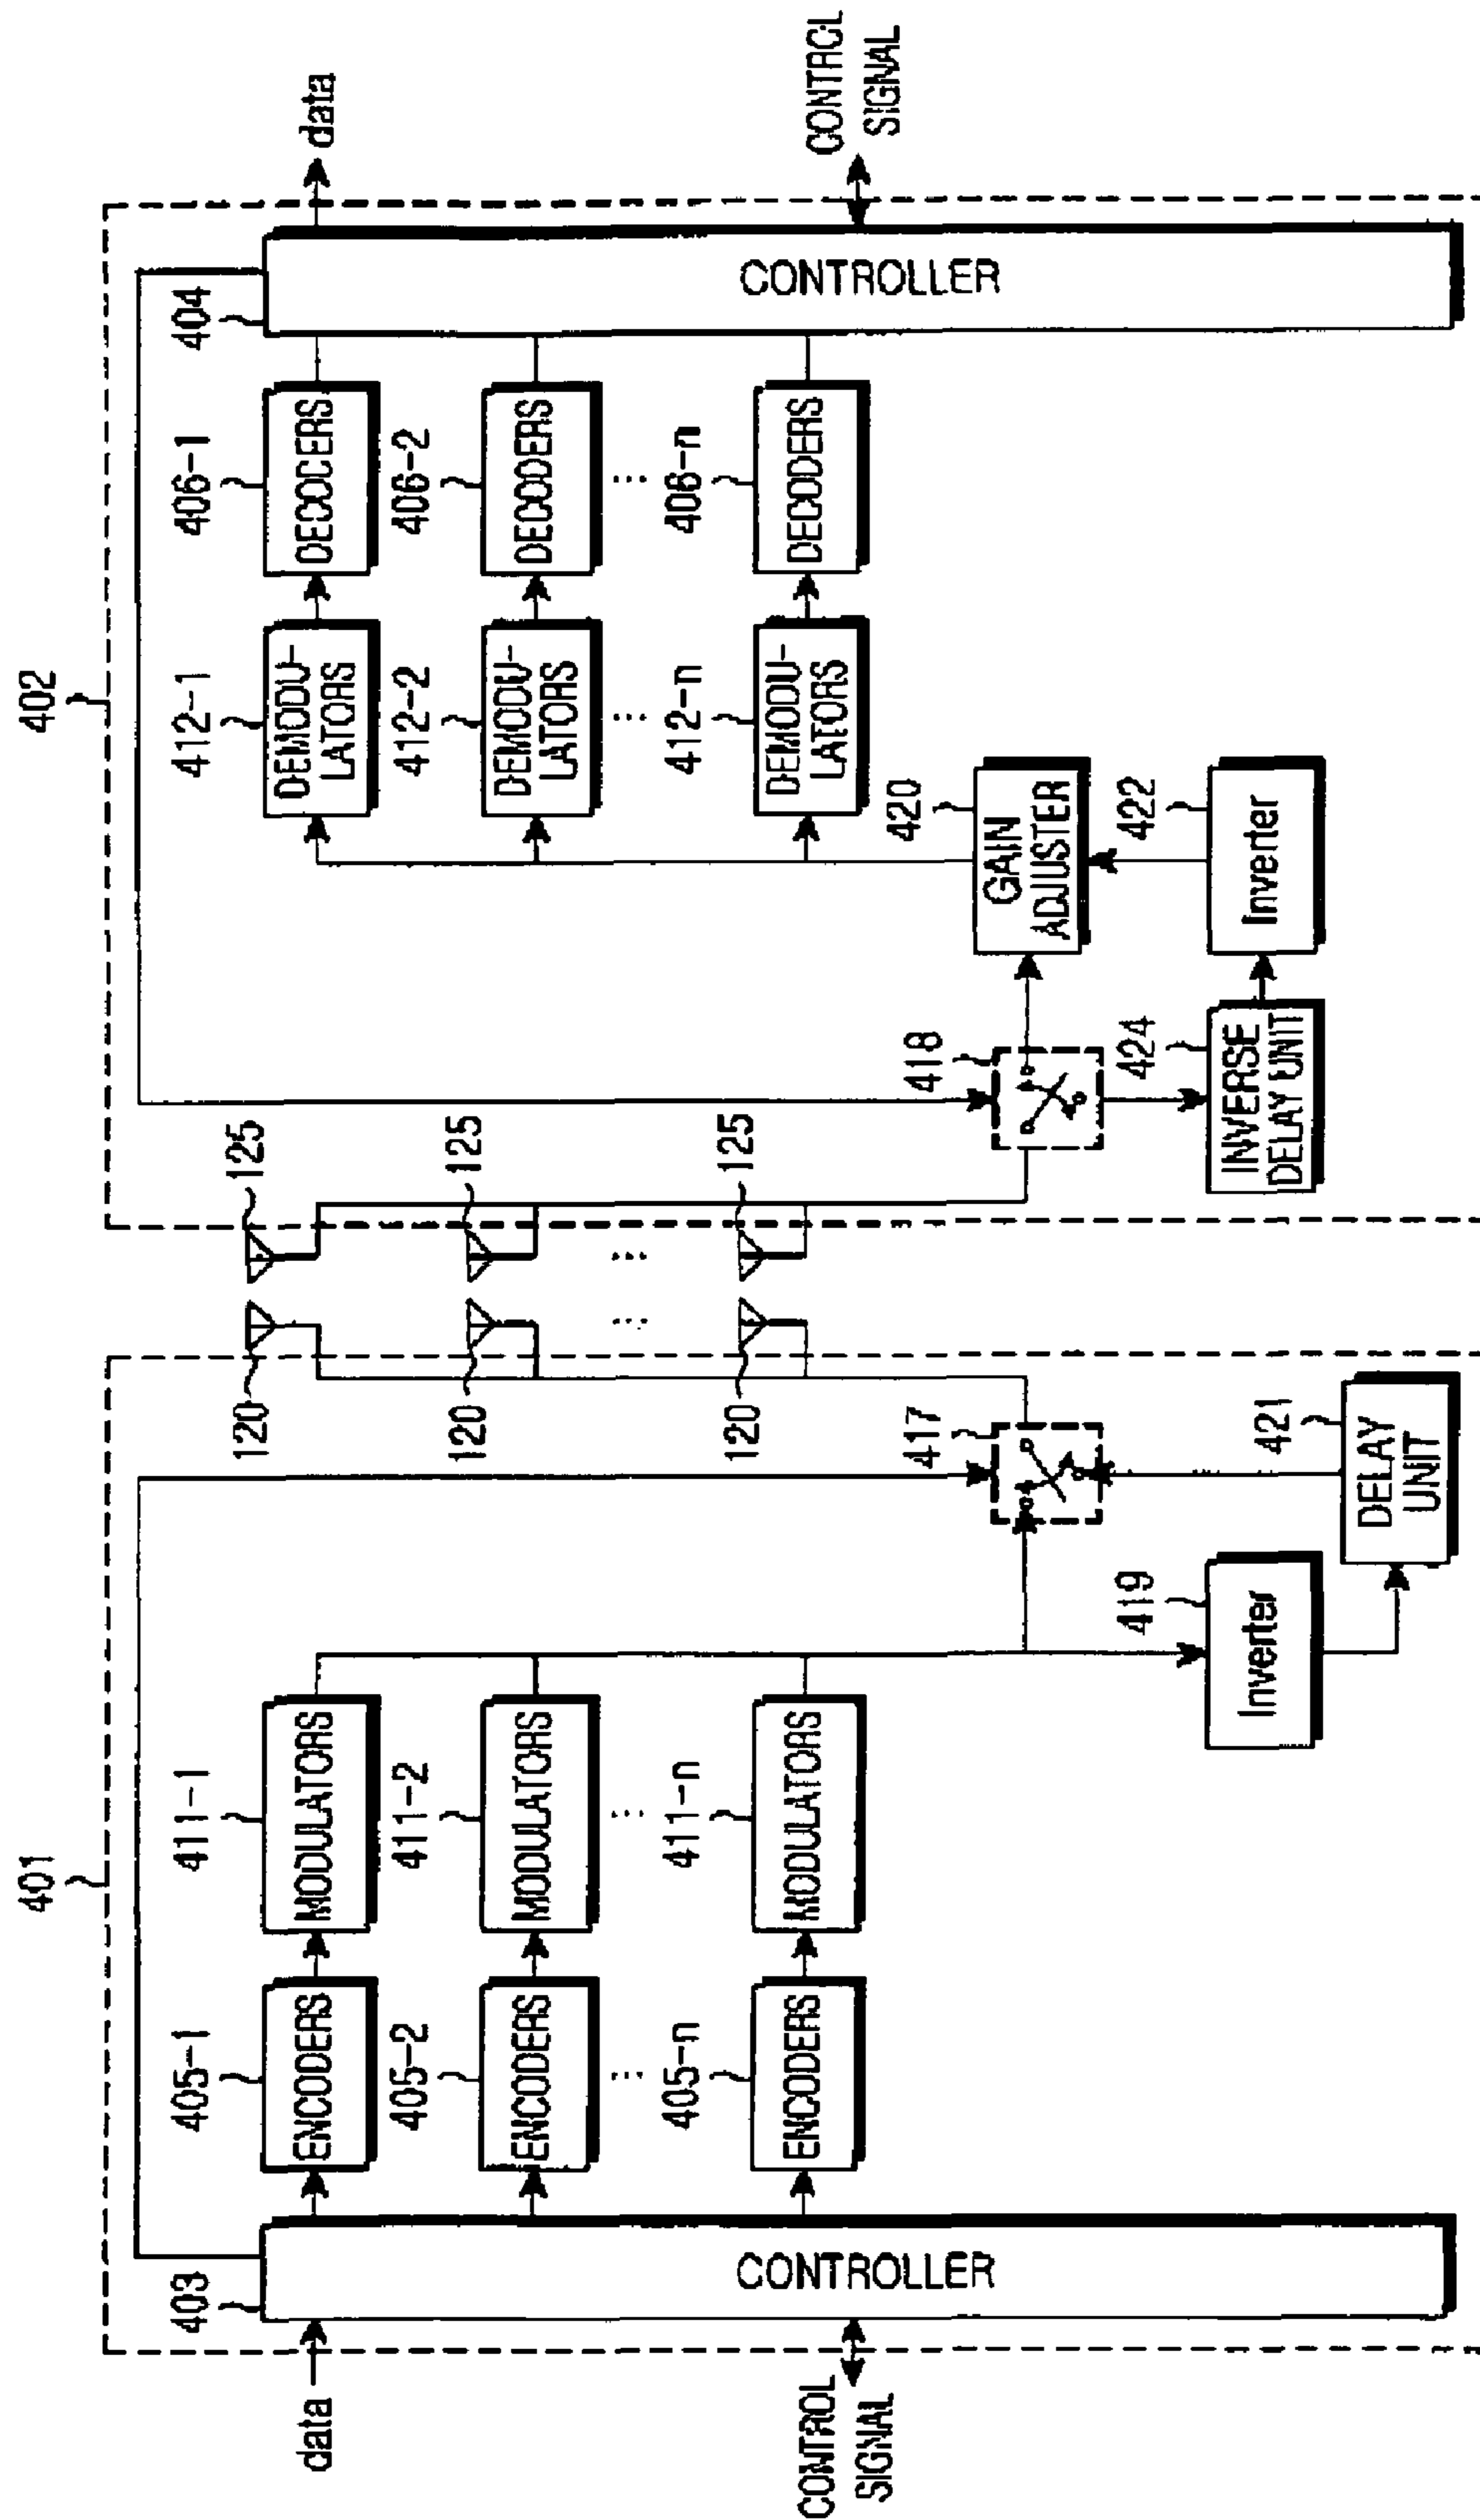 401
402
data
CONTROL
SIGNAL
403
CONTROLLER
405-1
ENCODERS
405-2
ENCODERS
...
405-n
ENCODERS
411-1
MODULATORS
411-2
MODULATORS
...
411-n
MODULATORS
419
Inverter
421
DELAY
UNIT
417
120
120
...
120
125
125
...
125
418
424
INVERSE
DELAY UNIT
422
Inverter
420
GAIN
ADJUSTER
412-1
DEMODU-
LATORS
412-2
DEMODU-
LATORS
...
412-n
DEMODU-
LATORS
406-1
DECOCERS
406-2
DECODERS
...
406-n
DECODERS
404
CONTROLLER
data
CONTRCL
SIGNAL